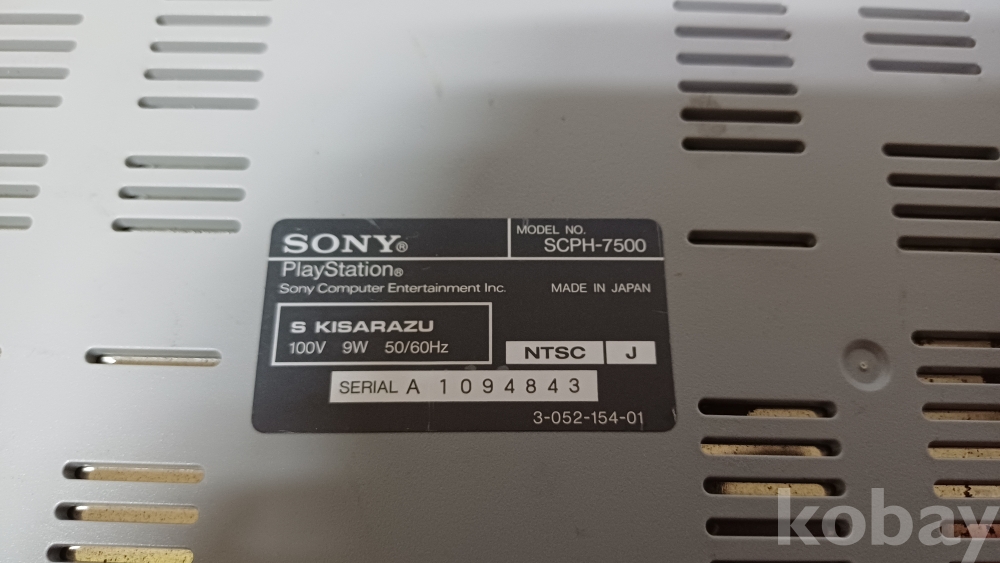 SONY®
MODEL NO.
SCPH-7500
PlayStation®
Sony Computer Entertainment Inc.
MADE IN JAPAN
S KISARAZU
100V 9W 50/60Hz
NTSC J
SERIAL A 1094843
3-052-154-01
kobay